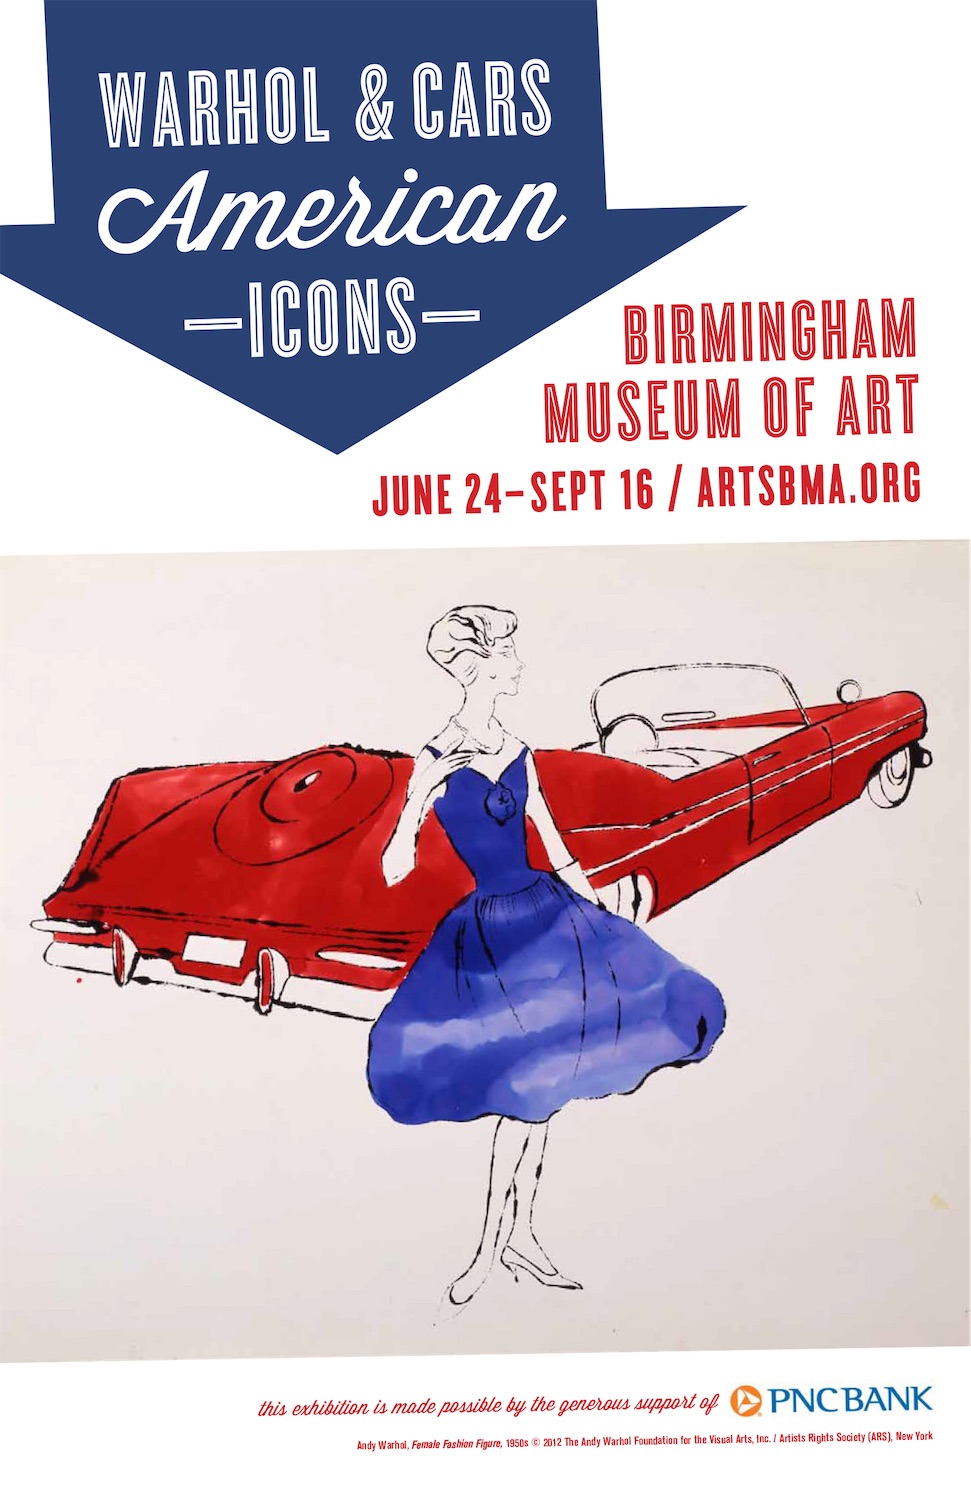 WARHOL & CARS
American
—ICONS—
BIRMINGHAM
MUSEUM OF ART
JUNE 24–SEPT 16 / ARTSBMA.ORG
this exhibition is made possible by the generous support of PNC BANK
Andy Warhol, Female Fashion Figure, 1950s © 2012 The Andy Warhol Foundation for the Visual Arts, Inc. / Artists Rights Society (ARS), New York